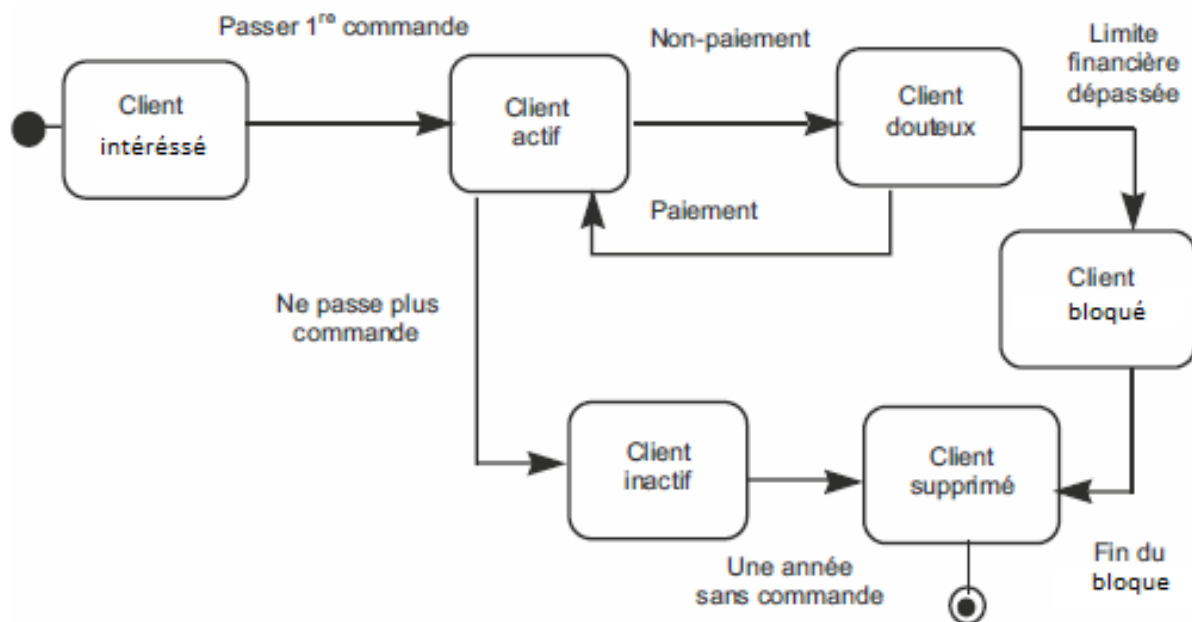 Passer 1re commande
Non-paiement
Limite
financière
dépassée
Client
intéréssé
Client
actif
Client
douteux
Paiement
Client
bloqué
Ne passe plus
commande
Client
inactif
Client
supprimé
Une année
sans commande
Fin du
bloque